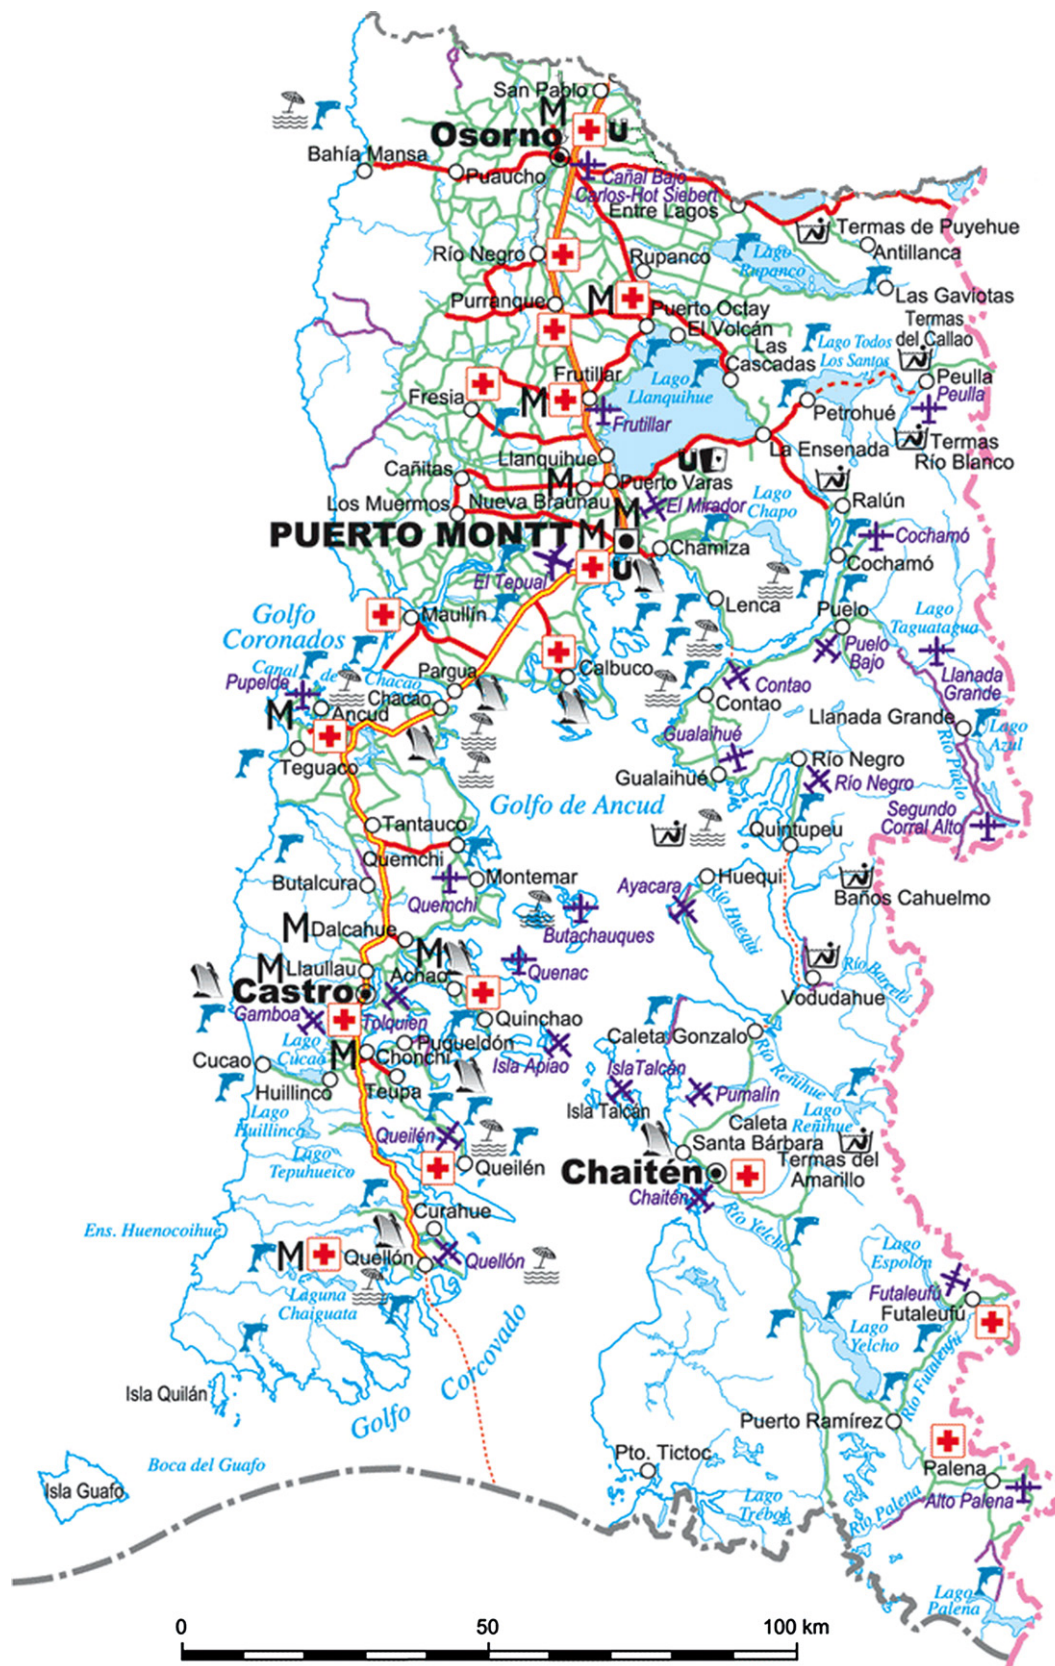 San Pablo
M
Osorno
U
Bahía Mansa
Puaucho
Cañal Bajo
Carlos-Hot Siebert
Entre Lagos
Termas de Puyehue
Antillanca
Río Negro
Rupanco
Lago
Rupanco
Las Gaviotas
Purranque
M
Puerto Octay
El Volcán
Termas
del Callao
Lago Todos
Los Santos
Las
Cascadas
Frutillar
Lago
Llanquihue
Peulla
Peulla
Fresia
M
Frutillar
Petrohué
La Ensenada
Termas
Río Blanco
Llanquihue
Cañitas
M
U
Puerto Varas
Los Muermos
Nueva Braunau
El Mirador
Lago
Chapo
Ralún
M
PUERTO MONTT
M
Chamiza
Cochamó
Cochamó
El Tepual
U
Lenca
Puelo
Lago
Taguatagua
Golfo
Coronados
Maullín
Puelo
Bajo
Canal de Chacao
Pupelde
Pargua
Calbuco
Contao
Contao
Llanada
Grande
Chacao
M
Ancud
Llanada Grande
Lago
Azul
Río Puelo
Teguaco
Gualaihué
Gualaihué
Río Negro
Río Negro
Segundo
Corral Alto
Golfo de Ancud
Tantauco
Quintupeu
Quemchi
Butalcura
Montemar
Quemchi
Huequi
Ayacara
Río Huequi
Baños Cahuelmo
M
Dalcahue
Butachauques
M
M
Llaullau
Achao
Quenac
Río Barceló
Castro
Vodudahue
Gamboa
Tolquien
Quinchao
Lago
Cucao
M
Puqueldón
Caleta Gonzalo
Cucao
Chonchi
Isla Apiao
Isla Talcán
Río Reñihue
Huillinco
Teupa
Isla Talcán
Pumalín
Lago
Huillinco
Caleta
Santa Bárbara
Lago
Reñihue
Queilén
Lago
Tepuhueico
Queilén
Chaitén
Termas del
Amarillo
Chaitén
Río Yelcho
Curahue
Ens. Huenocoihue
M
Quellón
Quellón
Lago
Espolón
Futaleufú
Futaleufú
Laguna
Chaiguata
Lago
Yelcho
Río Futaleufú
Golfo Corcovado
Isla Quilán
Puerto Ramírez
Boca del Guafo
Pto. Tictoc
Palena
Isla Guafo
Lago
Trébol
Río Palena
Alto Palena
Lago
Palena
0 50 100 km